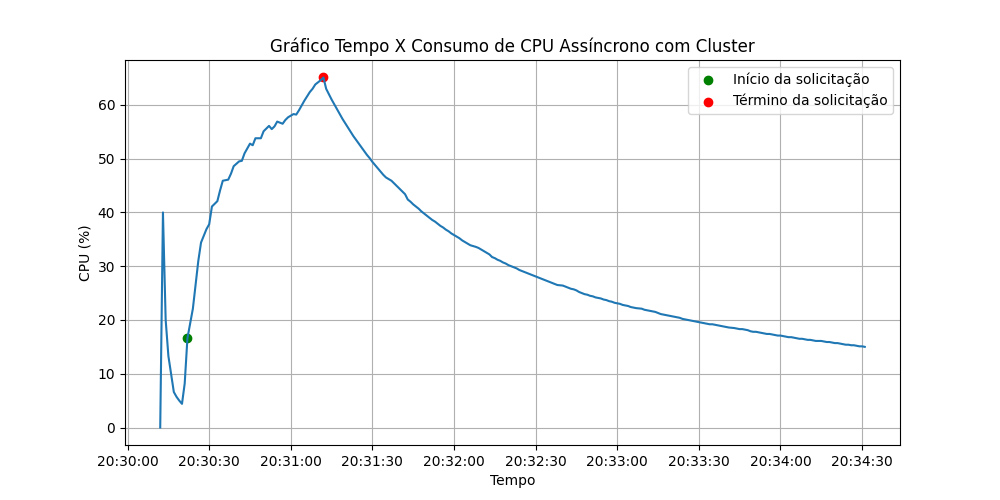 Gráfico Tempo X Consumo de CPU Assíncrono com Cluster
Início da solicitação
Término da solicitação
CPU (%)
60
50
40
30
20
10
0
20:30:00 20:30:30 20:31:00 20:31:30 20:32:00 20:32:30 20:33:00 20:33:30 20:34:00 20:34:30
Tempo